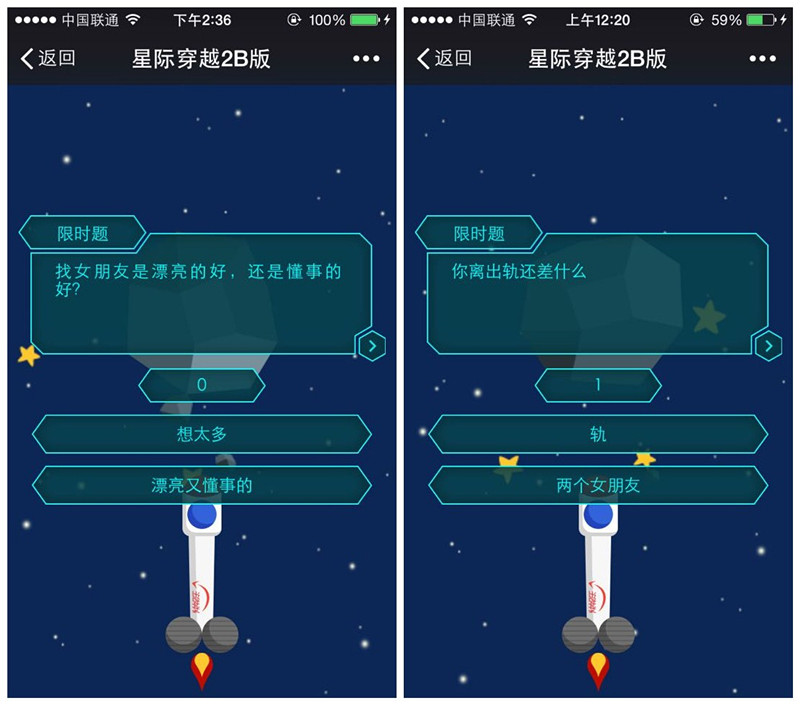 中国联通 下午2:36 100%
返回 星际穿越2B版
限时题
找女朋友是漂亮的好，还是懂事的
好?
0
想太多
漂亮又懂事的
中国联通 上午12:20 59%
返回 星际穿越2B版
限时题
你离出轨还差什么
1
轨
两个女朋友